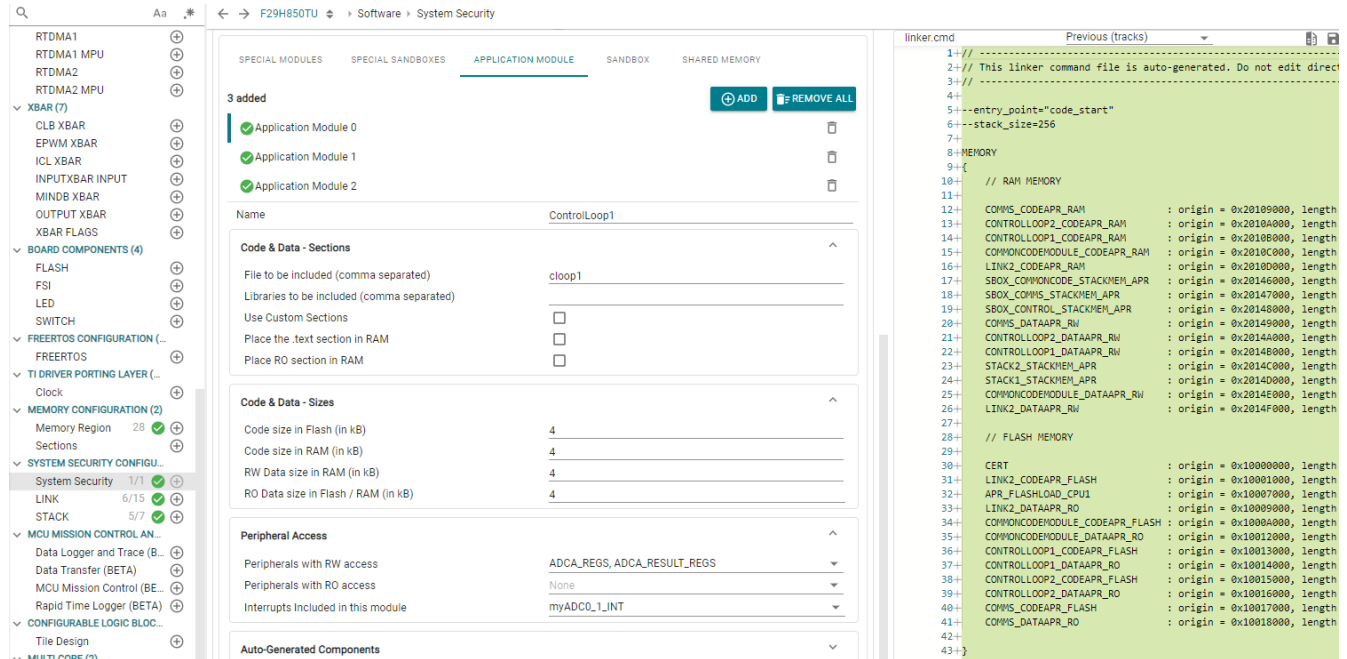 Aa .*
← → F29H850TU > Software > System Security
RTDMA1
RTDMA1 MPU
RTDMA2
RTDMA2 MPU
XBAR (7)
CLB XBAR
EPWM XBAR
ICL XBAR
INPUTXBAR INPUT
MINDB XBAR
OUTPUT XBAR
XBAR FLAGS
BOARD COMPONENTS (4)
FLASH
FSI
LED
SWITCH
FREERTOS CONFIGURATION (...
FREERTOS
TI DRIVER PORTING LAYER (...
Clock
MEMORY CONFIGURATION (2)
Memory Region 28
Sections
SYSTEM SECURITY CONFIGU...
System Security 1/1
LINK 6/15
STACK 5/7
MCU MISSION CONTROL AN...
Data Logger and Trace (B...
Data Transfer (BETA)
MCU Mission Control (BE...
Rapid Time Logger (BETA)
CONFIGURABLE LOGIC BLOC...
Tile Design
MULTI CORE (2)
SPECIAL MODULES SPECIAL SANDBOXES APPLICATION MODULE SANDBOX SHARED MEMORY
3 added ADD REMOVE ALL
Application Module 0
Application Module 1
Application Module 2
Name ControlLoop1
Code & Data - Sections
File to be included (comma separated) cloop1
Libraries to be included (comma separated)
Use Custom Sections
Place the .text section in RAM
Place RO section in RAM
Code & Data - Sizes
Code size in Flash (in kB) 4
Code size in RAM (in kB) 4
RW Data size in RAM (in kB) 4
RO Data size in Flash / RAM (in kB) 4
Peripheral Access
Peripherals with RW access ADCA_REGS, ADCA_RESULT_REGS
Peripherals with RO access None
Interrupts Included in this module myADC0_1_INT
Auto-Generated Components
linker.cmd Previous (tracks)
1+// ------------------------------------------------
2+// This linker command file is auto-generated. Do not edit direct
3+// ------------------------------------------------
4+
5+--entry_point="code_start"
6+--stack_size=256
7+
8+MEMORY
9+{
10+ // RAM MEMORY
11+
12+ COMMS_CODEAPR_RAM : origin = 0x20109000, length
13+ CONTROLLOOP2_CODEAPR_RAM : origin = 0x2010A000, length
14+ CONTROLLOOP1_CODEAPR_RAM : origin = 0x2010B000, length
15+ COMMONCODEMODULE_CODEAPR_RAM : origin = 0x2010C000, length
16+ LINK2_CODEAPR_RAM : origin = 0x2010D000, length
17+ SBOX_COMMONCODE_STACKMEM_APR : origin = 0x20146000, length
18+ SBOX_COMMS_STACKMEM_APR : origin = 0x20147000, length
19+ SBOX_CONTROL_STACKMEM_APR : origin = 0x20148000, length
20+ COMMS_DATAAPR_RW : origin = 0x20149000, length
21+ CONTROLLOOP2_DATAAPR_RW : origin = 0x2014A000, length
22+ CONTROLLOOP1_DATAAPR_RW : origin = 0x2014B000, length
23+ STACK2_STACKMEM_APR : origin = 0x2014C000, length
24+ STACK1_STACKMEM_APR : origin = 0x2014D000, length
25+ COMMONCODEMODULE_DATAAPR_RW : origin = 0x2014E000, length
26+ LINK2_DATAAPR_RW : origin = 0x2014F000, length
27+
28+ // FLASH MEMORY
29+
30+ CERT : origin = 0x10000000, length
31+ LINK2_CODEAPR_FLASH : origin = 0x10001000, length
32+ APR_FLASHLOAD_CPU1 : origin = 0x10007000, length
33+ LINK2_DATAAPR_RO : origin = 0x10009000, length
34+ COMMONCODEMODULE_CODEAPR_FLASH : origin = 0x1000A000, length
35+ COMMONCODEMODULE_DATAAPR_RO : origin = 0x10012000, length
36+ CONTROLLOOP1_CODEAPR_FLASH : origin = 0x10013000, length
37+ CONTROLLOOP1_DATAAPR_RO : origin = 0x10014000, length
38+ CONTROLLOOP2_CODEAPR_FLASH : origin = 0x10015000, length
39+ CONTROLLOOP2_DATAAPR_RO : origin = 0x10016000, length
40+ COMMS_CODEAPR_FLASH : origin = 0x10017000, length
41+ COMMS_DATAAPR_RO : origin = 0x10018000, length
42+
43+}